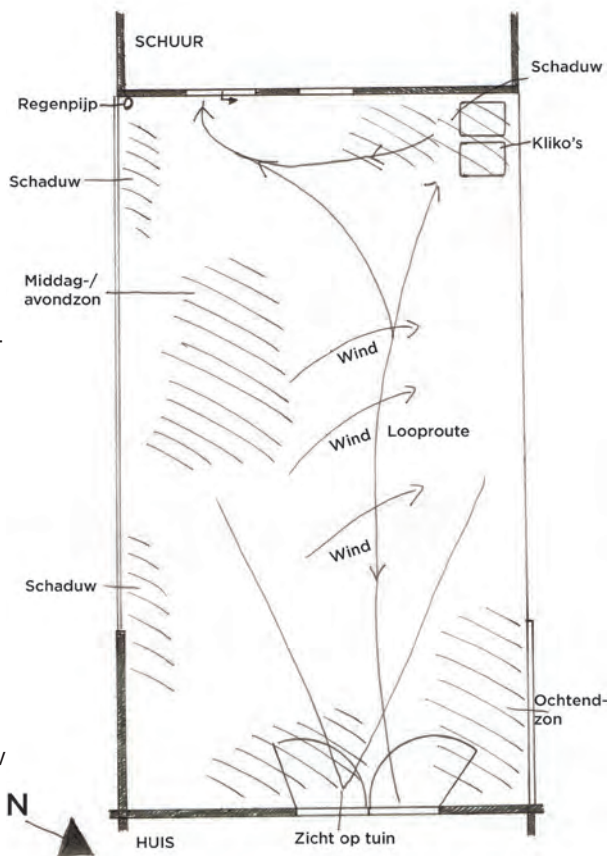 SCHUUR
Schaduw
Regenpijp
Kliko's
Schaduw
Middag-/
avondzon
Wind
Wind
Looproute
Wind
Schaduw
Ochtend-
zon
N
HUIS
Zicht op tuin